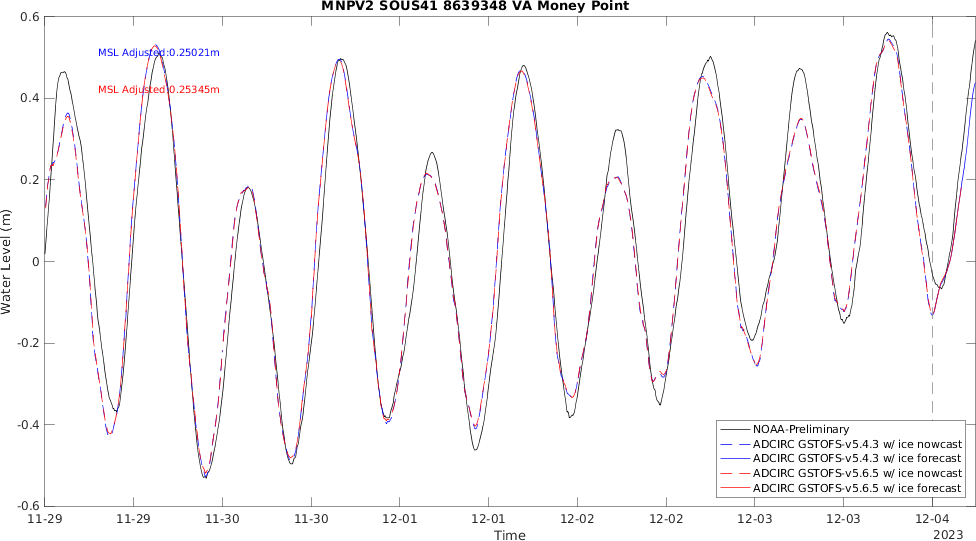 MNPV2 SOUS41 8639348 VA Money Point
0.6
0.4
0.2
0
-0.2
-0.4
-0.6
Water Level (m)
MSL Adjusted:0.25021m
MSL Adjusted:0.25345m
NOAA-Preliminary
ADCIRC GSTOFS-v5.4.3 w/ ice nowcast
ADCIRC GSTOFS-v5.4.3 w/ ice forecast
ADCIRC GSTOFS-v5.6.5 w/ ice nowcast
ADCIRC GSTOFS-v5.6.5 w/ ice forecast
11-29 11-29 11-30 11-30 12-01 12-01 12-02 12-02 12-03 12-03 12-04
Time
2023